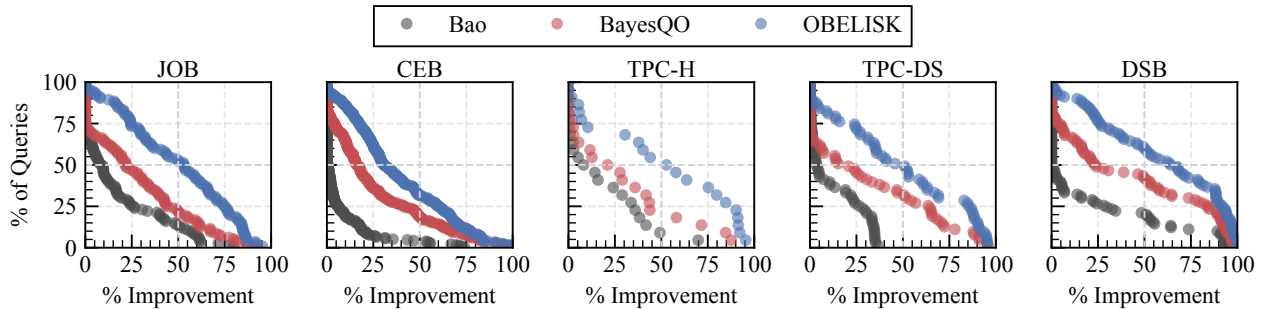 Bao BayesQO OBELISK
JOB CEB TPC-H TPC-DS DSB
% of Queries
100
75
50
25
0
0 25 50 75 100 0 25 50 75 100 0 25 50 75 100 0 25 50 75 100 0 25 50 75 100
% Improvement % Improvement % Improvement % Improvement % Improvement